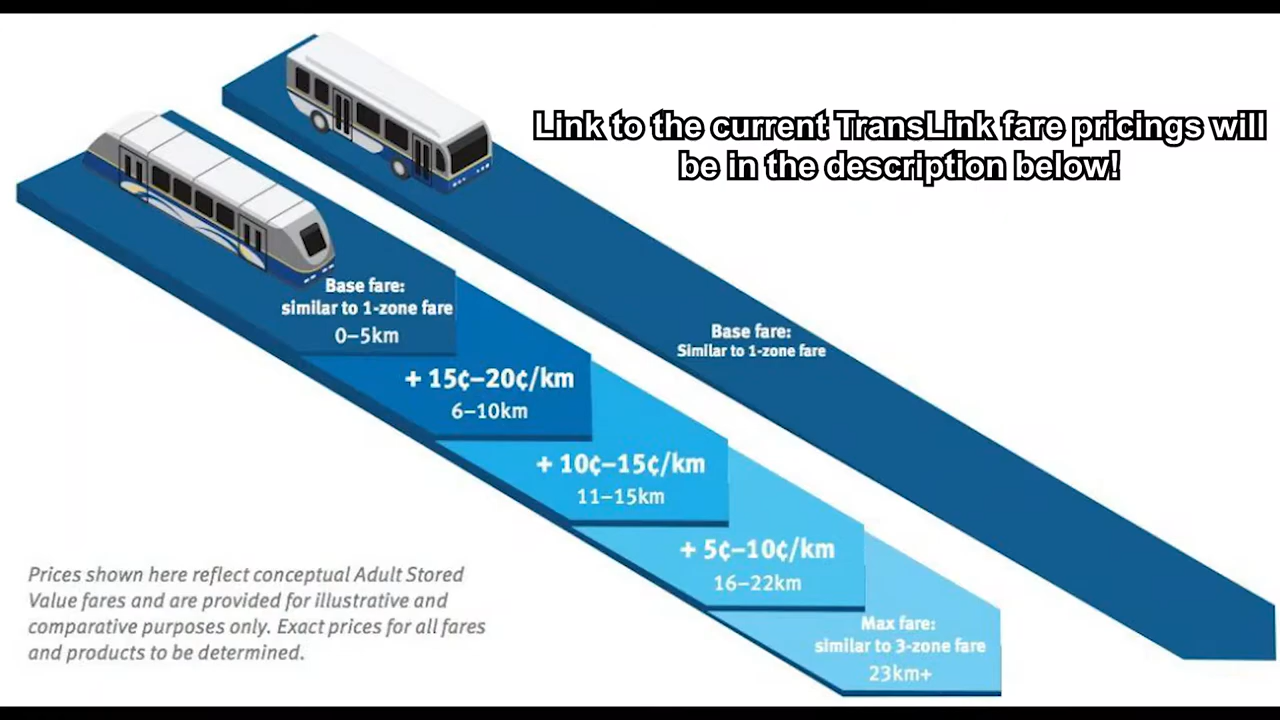 Link to the current TransLink fare pricings will
be in the description below!
Base fare:
similar to 1-zone fare
0–5km
+ 15¢–20¢/km
6–10km
+ 10¢–15¢/km
11–15km
+ 5¢–10¢/km
16–22km
Max fare:
similar to 3-zone fare
23km+
Base fare:
Similar to 1-zone fare
Prices shown here reflect conceptual Adult Stored
Value fares and are provided for illustrative and
comparative purposes only. Exact prices for all fares
and products to be determined.